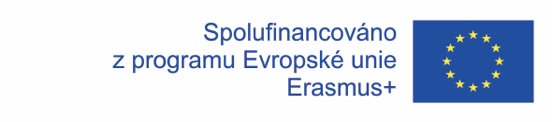 Spolufinancováno
z programu Evropské unie
Erasmus+